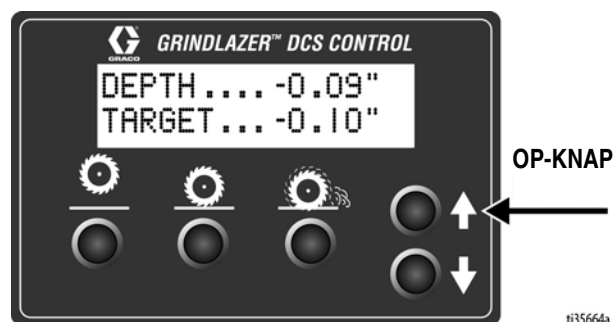 GRACO
GRINDLAZER™ DCS CONTROL
DEPTH.... -0.09"
TARGET... -0.10"
OP-KNAP
ti35664a